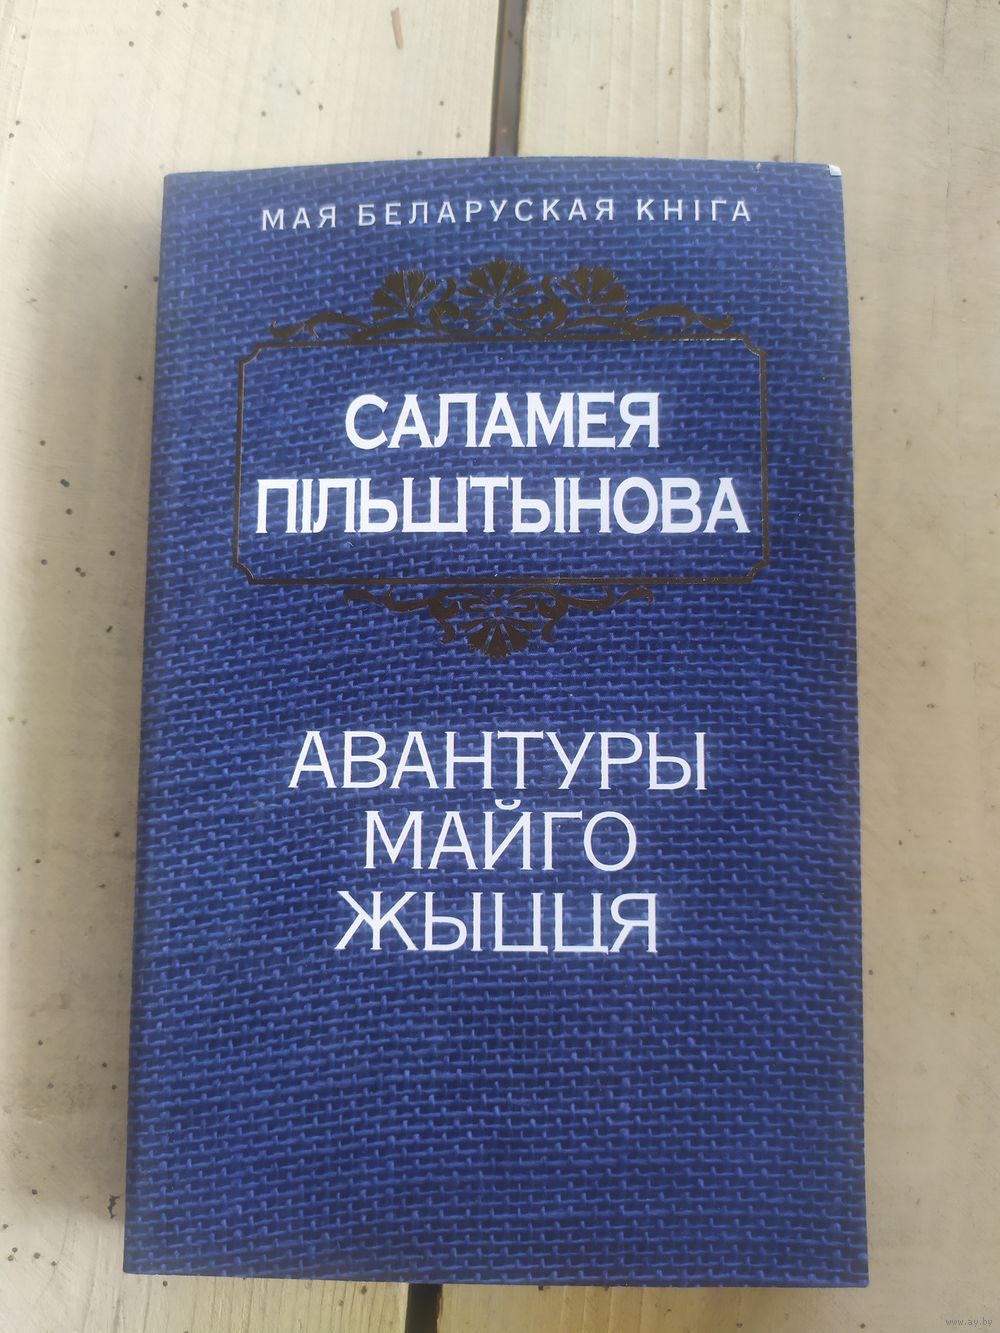 МАЯ БЕЛАРУСКАЯ КНІГА
САЛАМЕЯ
ПІЛЬШТЫНОВА
АВАНТУРЫ
МАЙГО
ЖЫЦЦЯ
www.ay.by